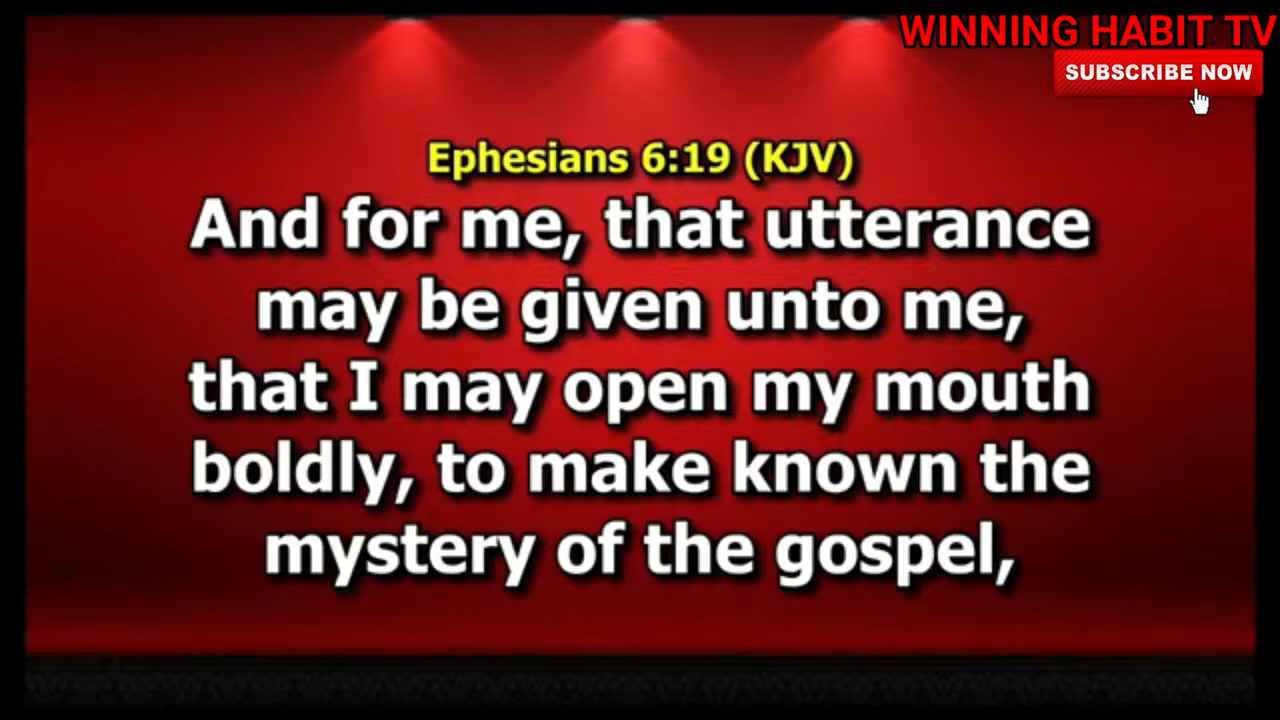 WINNING HABIT TV
SUBSCRIBE NOW
Ephesians 6:19 (KJV)
And for me, that utterance
may be given unto me,
that I may open my mouth
boldly, to make known the
mystery of the gospel,